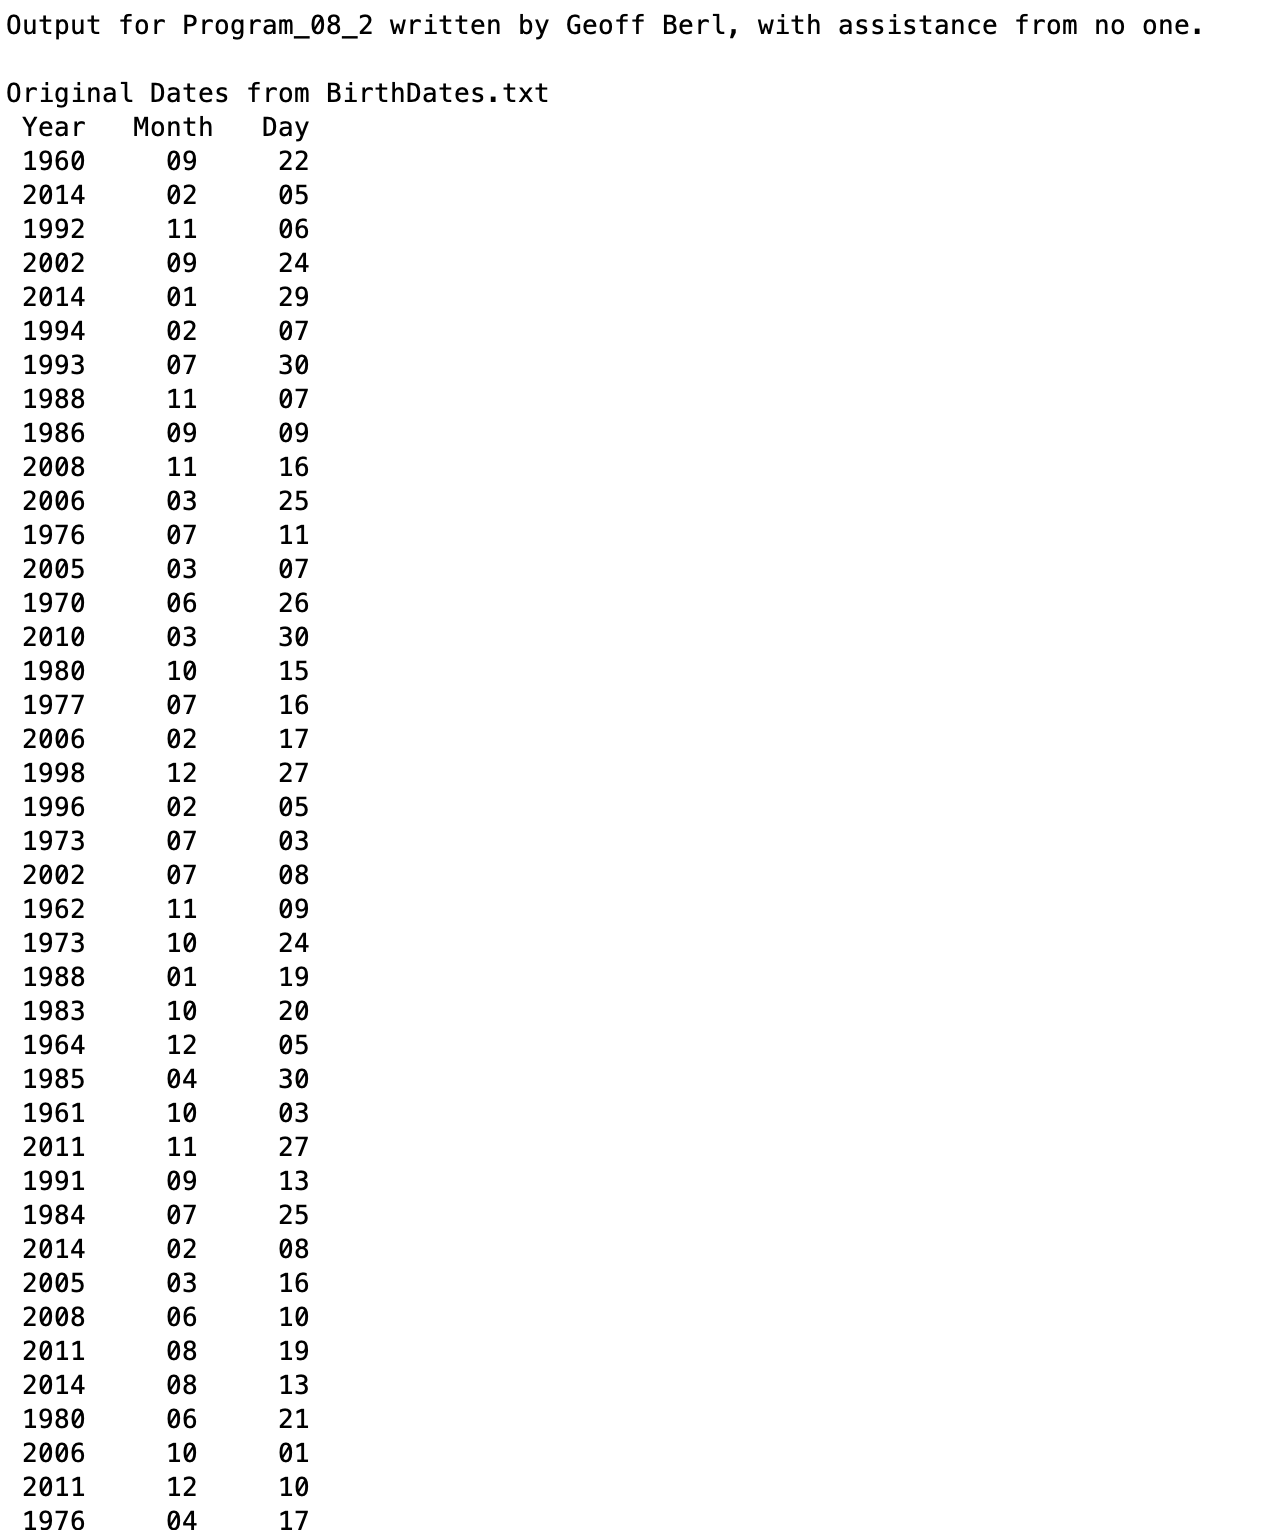 Output for Program_08_2 written by Geoff Berl, with assistance from no one.
Original Dates from BirthDates.txt
Year Month Day
1960 09 22
2014 02 05
1992 11 06
2002 09 24
2014 01 29
1994 02 07
1993 07 30
1988 11 07
1986 09 09
2008 11 16
2006 03 25
1976 07 11
2005 03 07
1970 06 26
2010 03 30
1980 10 15
1977 07 16
2006 02 17
1998 12 27
1996 02 05
1973 07 03
2002 07 08
1962 11 09
1973 10 24
1988 01 19
1983 10 20
1964 12 05
1985 04 30
1961 10 03
2011 11 27
1991 09 13
1984 07 25
2014 02 08
2005 03 16
2008 06 10
2011 08 19
2014 08 13
1980 06 21
2006 10 01
2011 12 10
1976 04 17